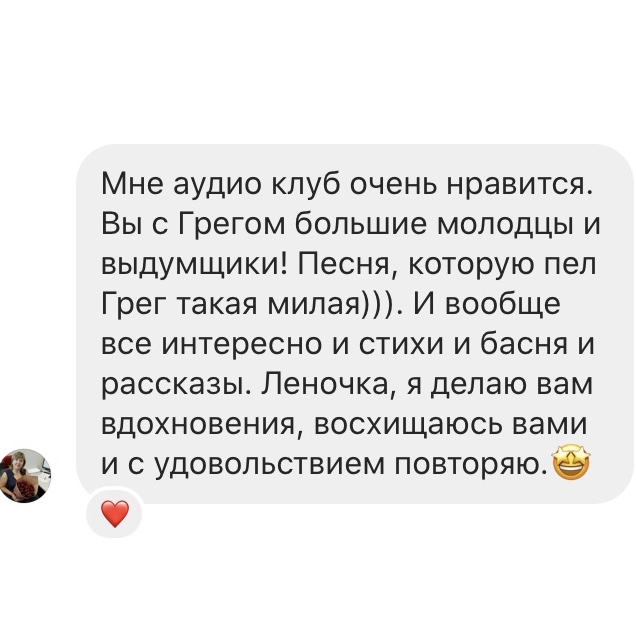 Мне аудио клуб очень нравится.
Вы с Грегом большие молодцы и
выдумщики! Песня, которую пел
Грег такая милая))). И вообще
все интересно и стихи и басня и
рассказы. Леночка, я делаю вам
вдохновения, восхищаюсь вами
и с удовольствием повторяю.🤩